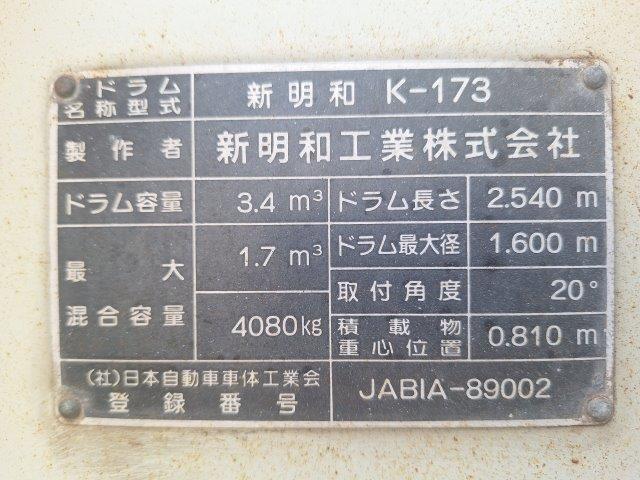 ドラム
名称型式
新明和 K-173
製作者
新明和工業株式会社
ドラム容量
3.4 m³
ドラム長さ
2.540 m
最大
混合容量
1.7 m³
4080kg
ドラム最大径
1.600 m
取付角度
20°
積載物
重心位置
0.810 m
(社)日本自動車車体工業会
登録番号
JABIA-89002